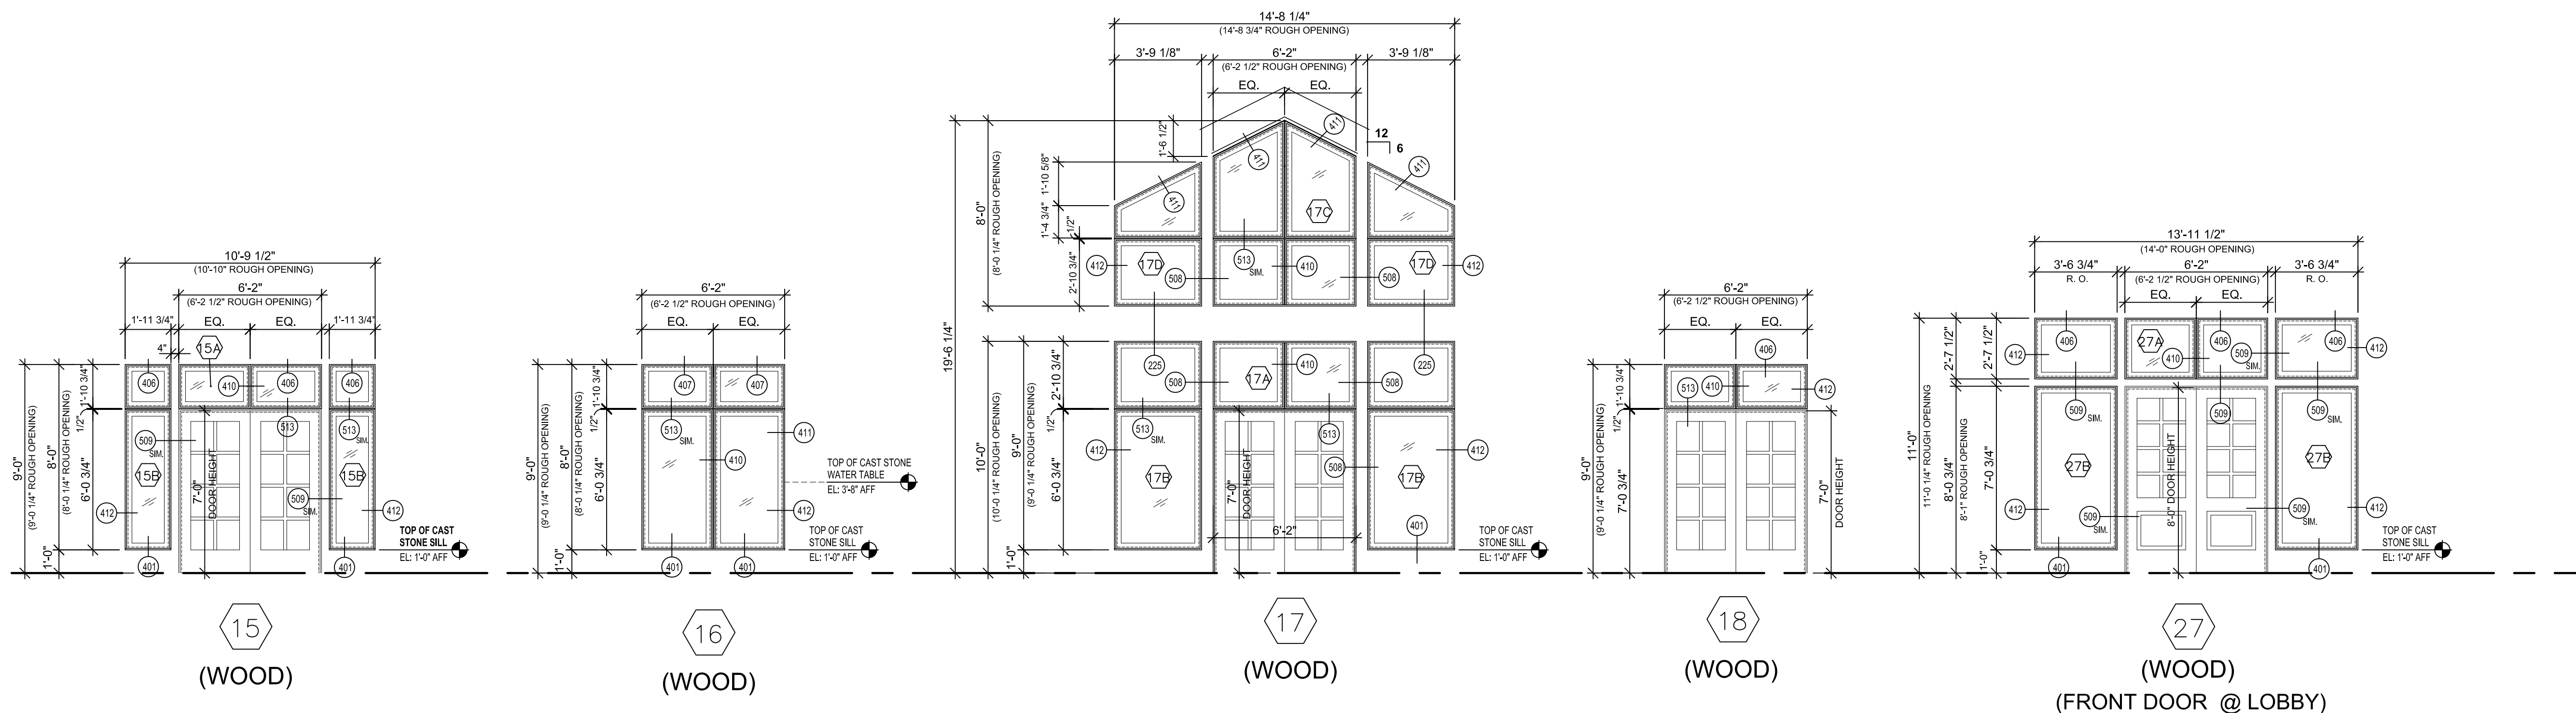 10'-9 1/2"
(10'-10" ROUGH OPENING)
6'-2"
(6'-2 1/2" ROUGH OPENING)
1'-11 3/4"
EQ.
EQ.
1'-11 3/4"
4"
15A
406
410
406
406
9'-0"
(9'-0 1/4" ROUGH OPENING)
8'-0"
(8'-0 1/4" ROUGH OPENING)
1'-10 3/4"
1/2"
6'-0 3/4"
1'-0"
513
513
SIM.
509
SIM.
15B
15B
7'-0"
DOOR HEIGHT
509
SIM.
412
412
401
401
TOP OF CAST
STONE SILL
EL: 1'-0" AFF
15
(WOOD)
6'-2"
(6'-2 1/2" ROUGH OPENING)
EQ.
EQ.
407
407
9'-0"
(9'-0 1/4" ROUGH OPENING)
8'-0"
(8'-0 1/4" ROUGH OPENING)
1'-10 3/4"
1/2"
6'-0 3/4"
1'-0"
513
SIM.
513
411
410
412
401
401
TOP OF CAST STONE
WATER TABLE
EL: 3'-8" AFF
TOP OF CAST
STONE SILL
EL: 1'-0" AFF
16
(WOOD)
14'-8 1/4"
(14'-8 3/4" ROUGH OPENING)
3'-9 1/8"
6'-2"
3'-9 1/8"
(6'-2 1/2" ROUGH OPENING)
EQ.
EQ.
12
6
411
411
411
411
19'-6 1/4"
8'-0"
(8'-0 1/4" ROUGH OPENING)
1'-6 1/2"
1'-10 5/8"
1'-4 3/4"
1/2"
2'-10 3/4"
17C
412
17D
508
513
SIM.
410
508
17D
412
225
225
10'-0"
(10'-0 1/4" ROUGH OPENING)
9'-0"
(9'-0 1/4" ROUGH OPENING)
2'-10 3/4"
1/2"
6'-0 3/4"
1'-0"
508
17A
410
508
513
SIM.
513
412
412
508
17B
17B
7'-0"
DOOR HEIGHT
6'-2"
401
TOP OF CAST
STONE SILL
EL: 1'-0" AFF
17
(WOOD)
6'-2"
(6'-2 1/2" ROUGH OPENING)
EQ.
EQ.
406
9'-0"
(9'-0 1/4" ROUGH OPENING)
1'-10 3/4"
1/2"
7'-0 3/4"
513
410
412
7'-0"
DOOR HEIGHT
18
(WOOD)
13'-11 1/2"
(14'-0" ROUGH OPENING)
3'-6 3/4"
R. O.
6'-2"
(6'-2 1/2" ROUGH OPENING)
3'-6 3/4"
R. O.
EQ.
EQ.
11'-0"
11'-0 1/4" ROUGH OPENING
2'-7 1/2"
2'-7 1/2"
8'-0 3/4"
8'-1" ROUGH OPENING
7'-0 3/4"
1'-0"
406
27A
406
406
412
410
509
SIM.
412
509
SIM.
509
509
SIM.
27B
27B
8'-0" DOOR HEIGHT
412
509
SIM.
509
SIM.
412
401
401
TOP OF CAST
STONE SILL
EL: 1'-0" AFF
27
(WOOD)
(FRONT DOOR @ LOBBY)